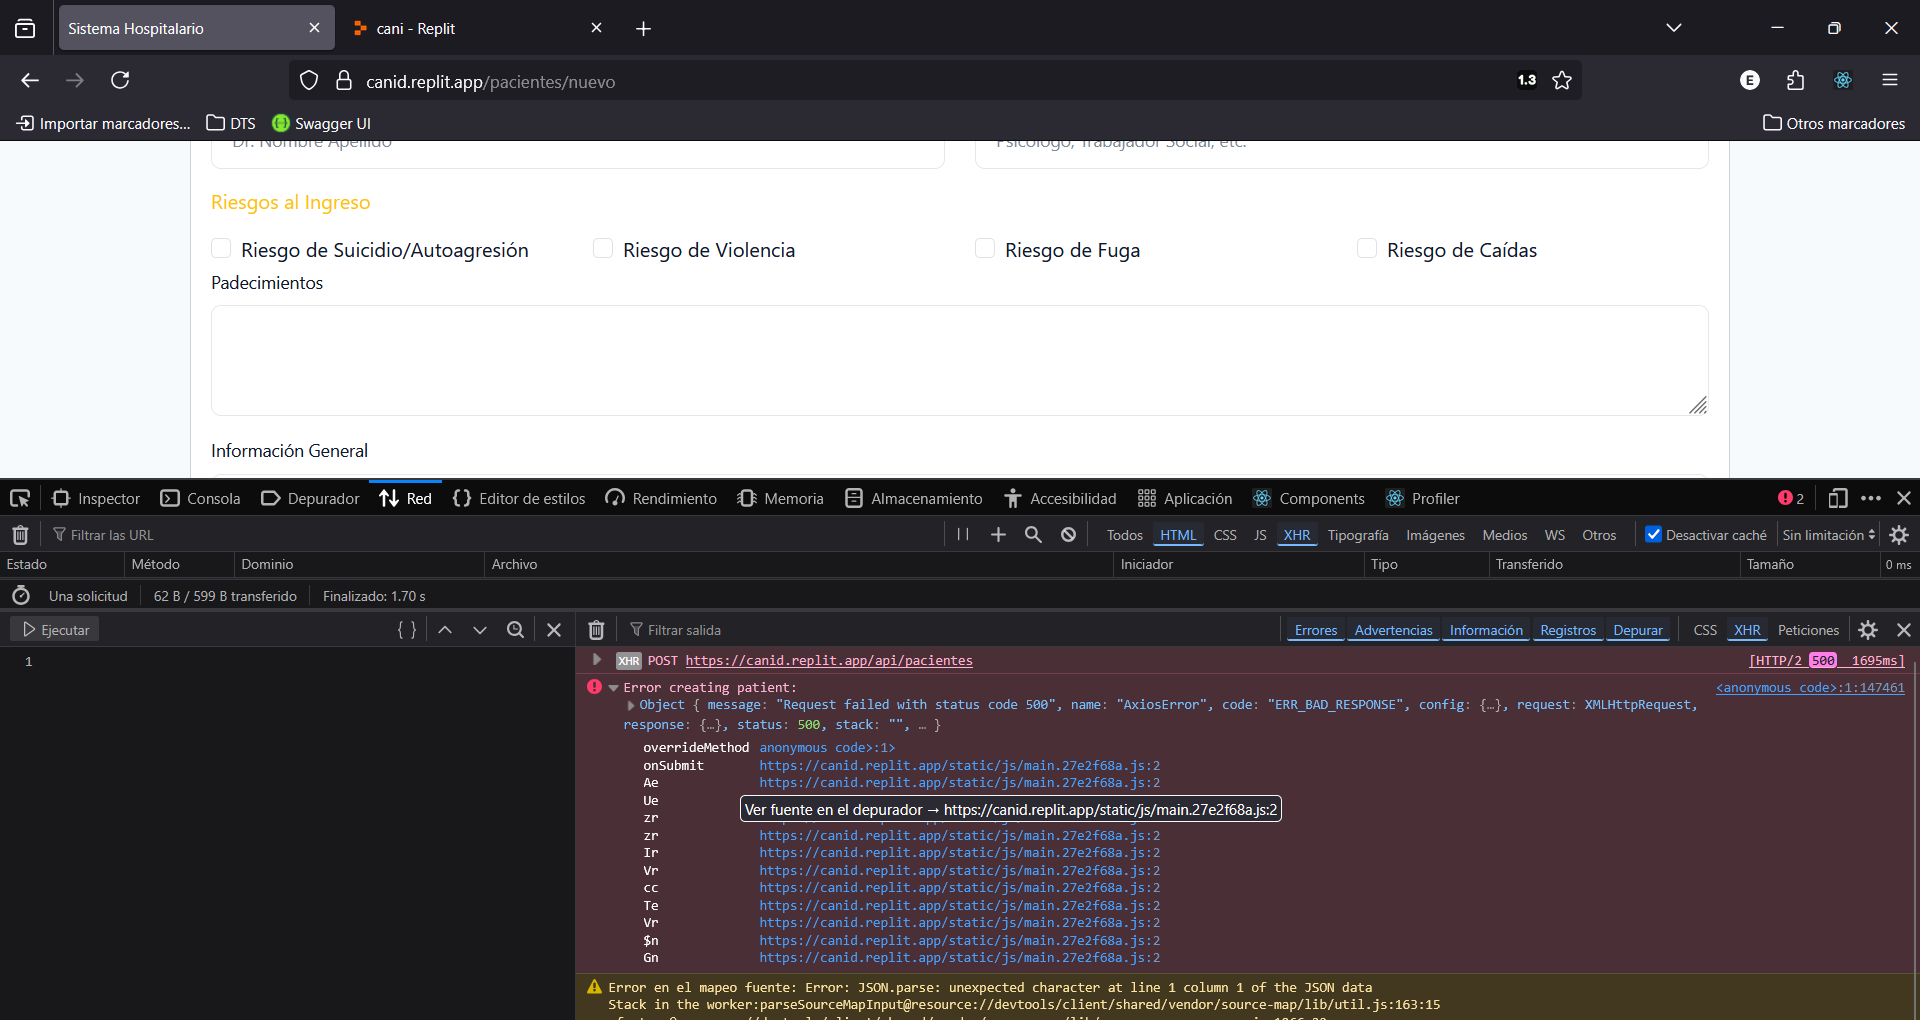 Sistema Hospitalario
cani - Replit
canid.replit.app/pacientes/nuevo
1.3
E
Importar marcadores...
DTS
Swagger UI
Otros marcadores
Dr. Nombre Apellido
Psicólogo, Trabajador Social, etc.
Riesgos al Ingreso
Riesgo de Suicidio/Autoagresión
Riesgo de Violencia
Riesgo de Fuga
Riesgo de Caídas
Padecimientos
Información General
Inspector
Consola
Depurador
Red
Editor de estilos
Rendimiento
Memoria
Almacenamiento
Accesibilidad
Aplicación
Components
Profiler
2
Filtrar las URL
Todos
HTML
CSS
JS
XHR
Tipografía
Imágenes
Medios
WS
Otros
Desactivar caché
Sin limitación
Estado
Método
Dominio
Archivo
Iniciador
Tipo
Transferido
Tamaño
0 ms
Una solicitud
62 B / 599 B transferido
Finalizado: 1.70 s
Ejecutar
{ }
Filtrar salida
Errores
Advertencias
Información
Registros
Depurar
CSS
XHR
Peticiones
1
XHR POST https://canid.replit.app/api/pacientes
[HTTP/2 500 1695ms]
Error creating patient:
<anonymous code>:1:147461
Object { message: "Request failed with status code 500", name: "AxiosError", code: "ERR_BAD_RESPONSE", config: {…}, request: XMLHttpRequest,
response: {…}, status: 500, stack: "", … }
overrideMethod anonymous code>:1>
onSubmit https://canid.replit.app/static/js/main.27e2f68a.js:2
Ae https://canid.replit.app/static/js/main.27e2f68a.js:2
Ue
Ver fuente en el depurador → https://canid.replit.app/static/js/main.27e2f68a.js:2
zr
zr https://canid.replit.app/static/js/main.27e2f68a.js:2
Ir https://canid.replit.app/static/js/main.27e2f68a.js:2
Vr https://canid.replit.app/static/js/main.27e2f68a.js:2
cc https://canid.replit.app/static/js/main.27e2f68a.js:2
Te https://canid.replit.app/static/js/main.27e2f68a.js:2
Vr https://canid.replit.app/static/js/main.27e2f68a.js:2
$n https://canid.replit.app/static/js/main.27e2f68a.js:2
Gn https://canid.replit.app/static/js/main.27e2f68a.js:2
Error en el mapeo fuente: Error: JSON.parse: unexpected character at line 1 column 1 of the JSON data
Stack in the worker:parseSourceMapInput@resource://devtools/client/shared/vendor/source-map/lib/util.js:163:15